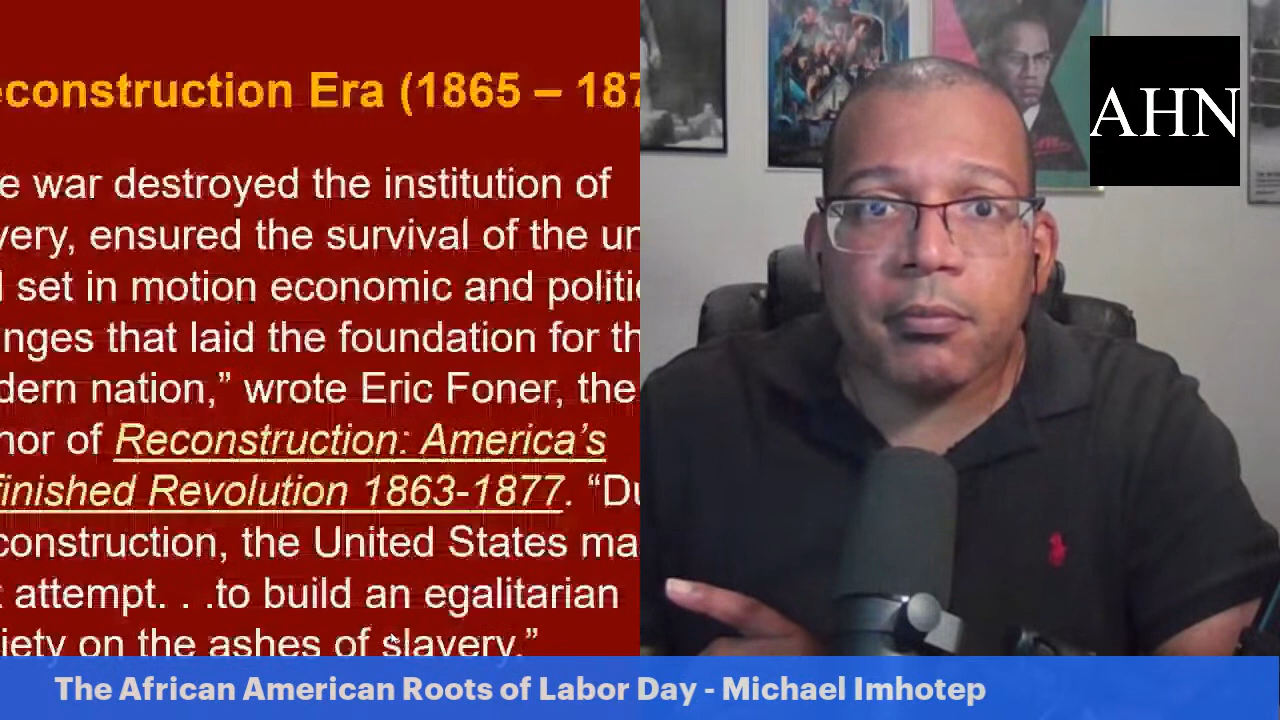 econstruction Era (1865 – 187
e war destroyed the institution of
very, ensured the survival of the un
d set in motion economic and politic
nges that laid the foundation for th
dern nation,” wrote Eric Foner, the
hor of Reconstruction: America’s
finished Revolution 1863-1877. “Du
construction, the United States ma
t attempt. . .to build an egalitarian
iety on the ashes of slavery.”
AHN
The African American Roots of Labor Day - Michael Imhotep